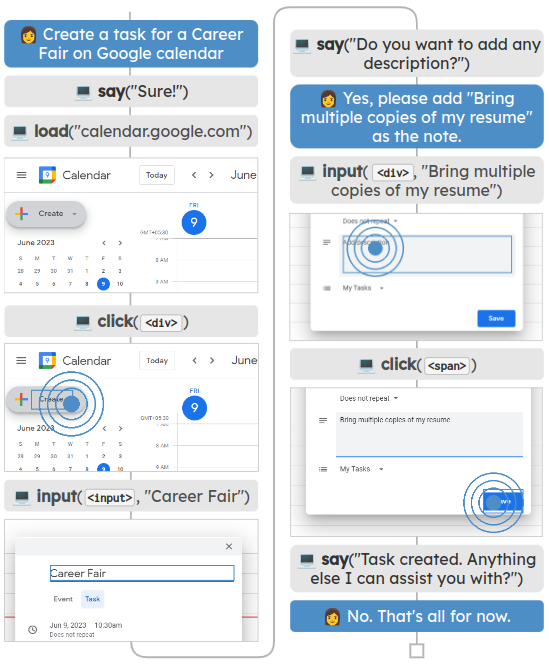 Create a task for a Career
Fair on Google calendar
say("Sure!")
load("calendar.google.com")
Calendar
Today
June
Create
FRI
9
GMT+05:30
June 2023
S M T W T F S
28 29 30 31 1 2 3
4 5 6 7 8 9 10
8 AM
click( <div> )
Calendar
Today
June
Create
FRI
9
GMT+05:30
June 2023
S M T W T F S
28 29 30 31 1 2 3
4 5 6 7 8 9 10
8 AM
9 AM
input( <input>, "Career Fair")
Career Fair
Event Task
Jun 9, 2023 10:30am
Does not repeat
say("Do you want to add any
description?")
Yes, please add "Bring
multiple copies of my resume"
as the note.
input( <div>, "Bring multiple
copies of my resume")
Does not repeat
Add description
My Tasks
Save
click( <span> )
Does not repeat
Bring multiple copies of my resume
My Tasks
Save
say("Task created. Anything
else I can assist you with?")
No. That's all for now.